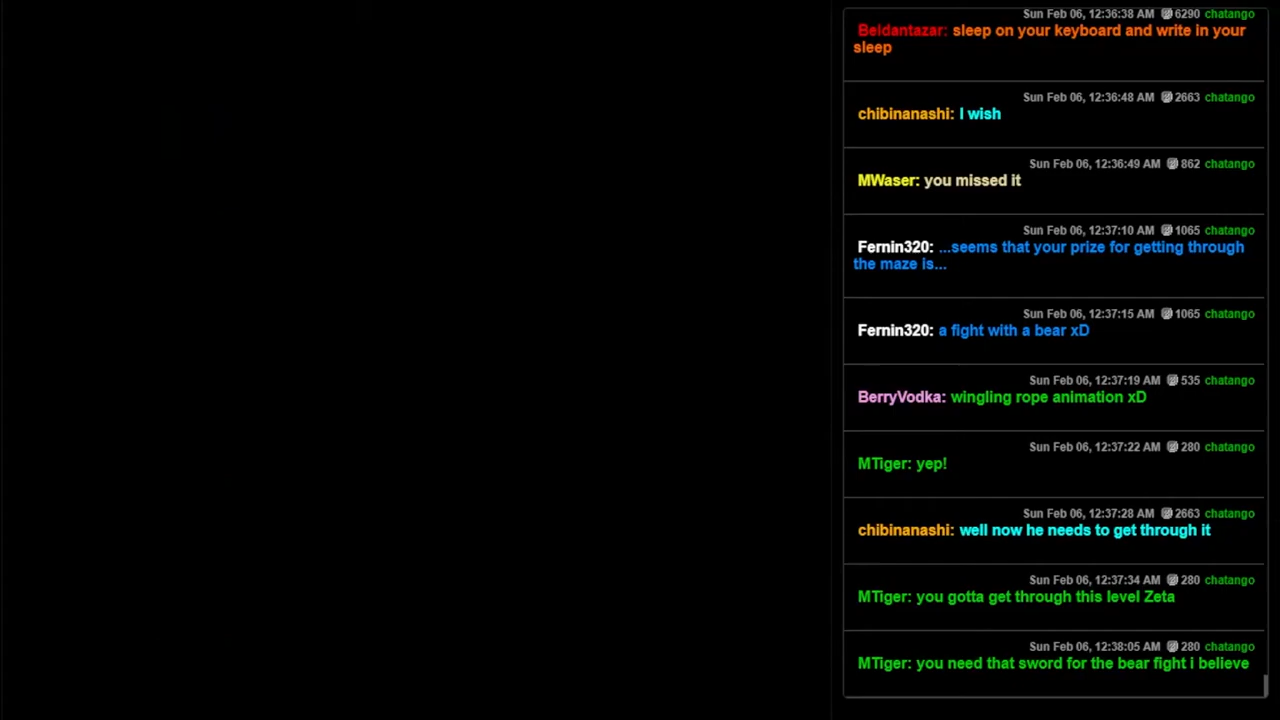 Sun Feb 06, 12:36:38 AM 6290 chatango
Beidantazar: sleep on your keyboard and write in your
sleep
Sun Feb 06, 12:36:48 AM 2663 chatango
chibinanashi: I wish
Sun Feb 06, 12:36:49 AM 862 chatango
MWaser: you missed it
Sun Feb 06, 12:37:10 AM 1065 chatango
Fernin320: ...seems that your prize for getting through
the maze is...
Sun Feb 06, 12:37:15 AM 1065 chatango
Fernin320: a fight with a bear xD
Sun Feb 06, 12:37:19 AM 535 chatango
BerryVodka: wingling rope animation xD
Sun Feb 06, 12:37:22 AM 280 chatango
MTiger: yep!
Sun Feb 06, 12:37:28 AM 2663 chatango
chibinanashi: well now he needs to get through it
Sun Feb 06, 12:37:34 AM 280 chatango
MTiger: you gotta get through this level Zeta
Sun Feb 06, 12:38:05 AM 280 chatango
MTiger: you need that sword for the bear fight i believe